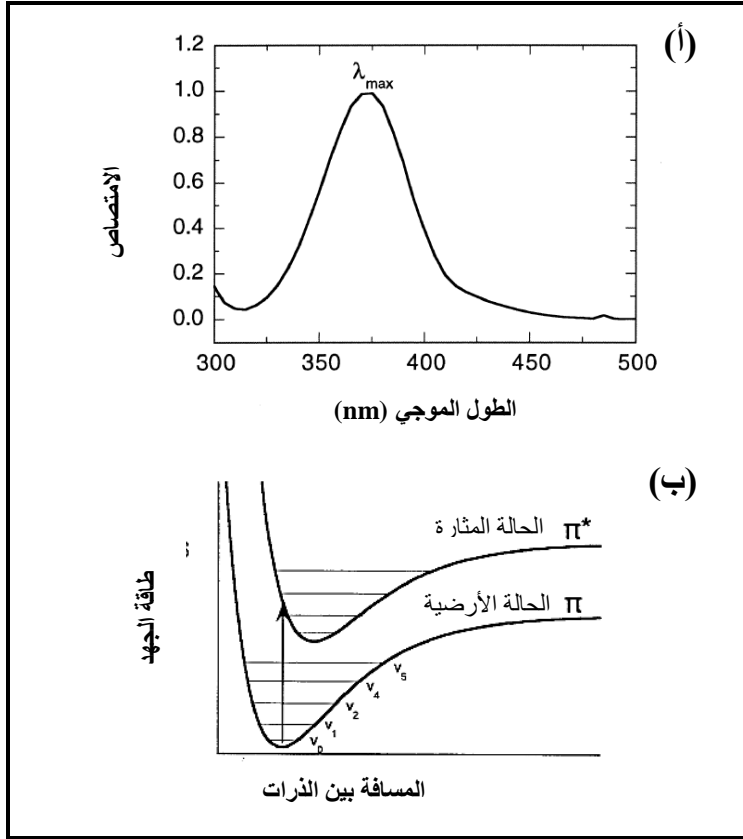 (أ)
1.2
1.0
0.8
0.6
0.4
0.2
0.0
λmax
الامتصاص
300 350 400 450 500
الطول الموجي (nm)
(ب)
الحالة المثارة π*
الحالة الأرضية π
طاقة الجهد
v5
v4
v2
v1
v0
المسافة بين الذرات